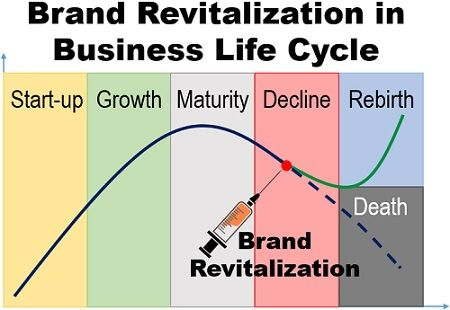 Brand Revitalization in
Business Life Cycle
Start-up Growth Maturity Decline Rebirth
Death
Brand
Revitalization